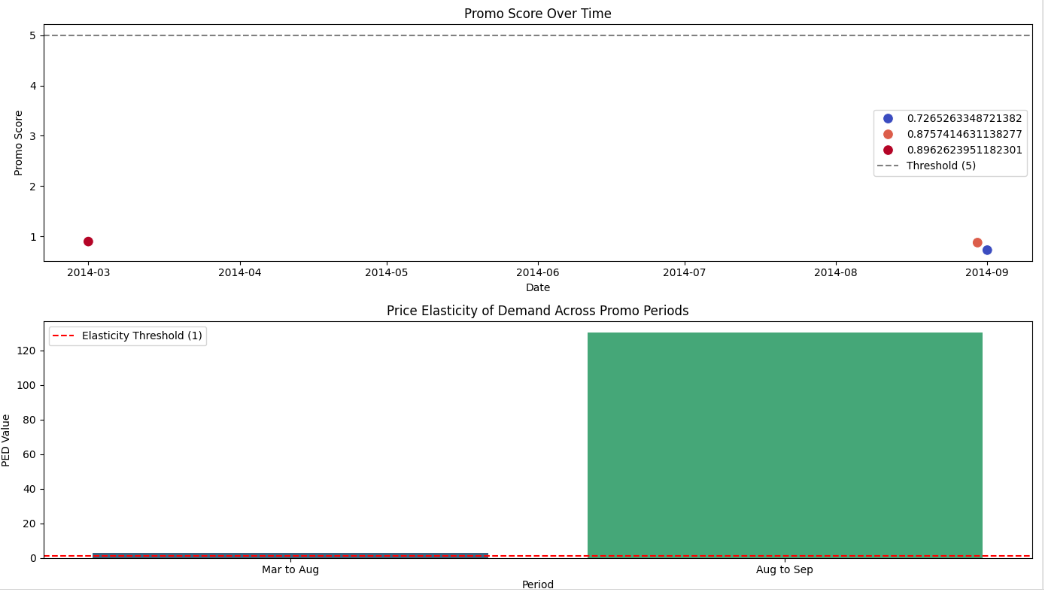 Promo Score Over Time
Promo Score
5
4
3
2
1
0.7265263348721382
0.8757414631138277
0.8962623951182301
Threshold (5)
2014-03
2014-04
2014-05
2014-06
2014-07
2014-08
2014-09
Date
Price Elasticity of Demand Across Promo Periods
PED Value
120
100
80
60
40
20
0
Elasticity Threshold (1)
Mar to Aug
Aug to Sep
Period